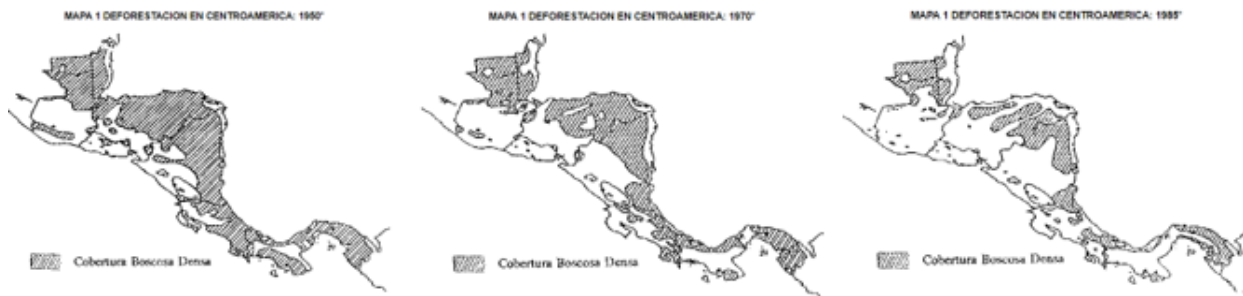 MAPA 1 DEFORESTACION EN CENTROAMERICA: 1950*
MAPA 1 DEFORESTACION EN CENTROAMERICA: 1970*
MAPA 1 DEFORESTACION EN CENTROAMERICA: 1985*
Cobertura Boscosa Densa
Cobertura Boscosa Densa
Cobertura Boscosa Densa